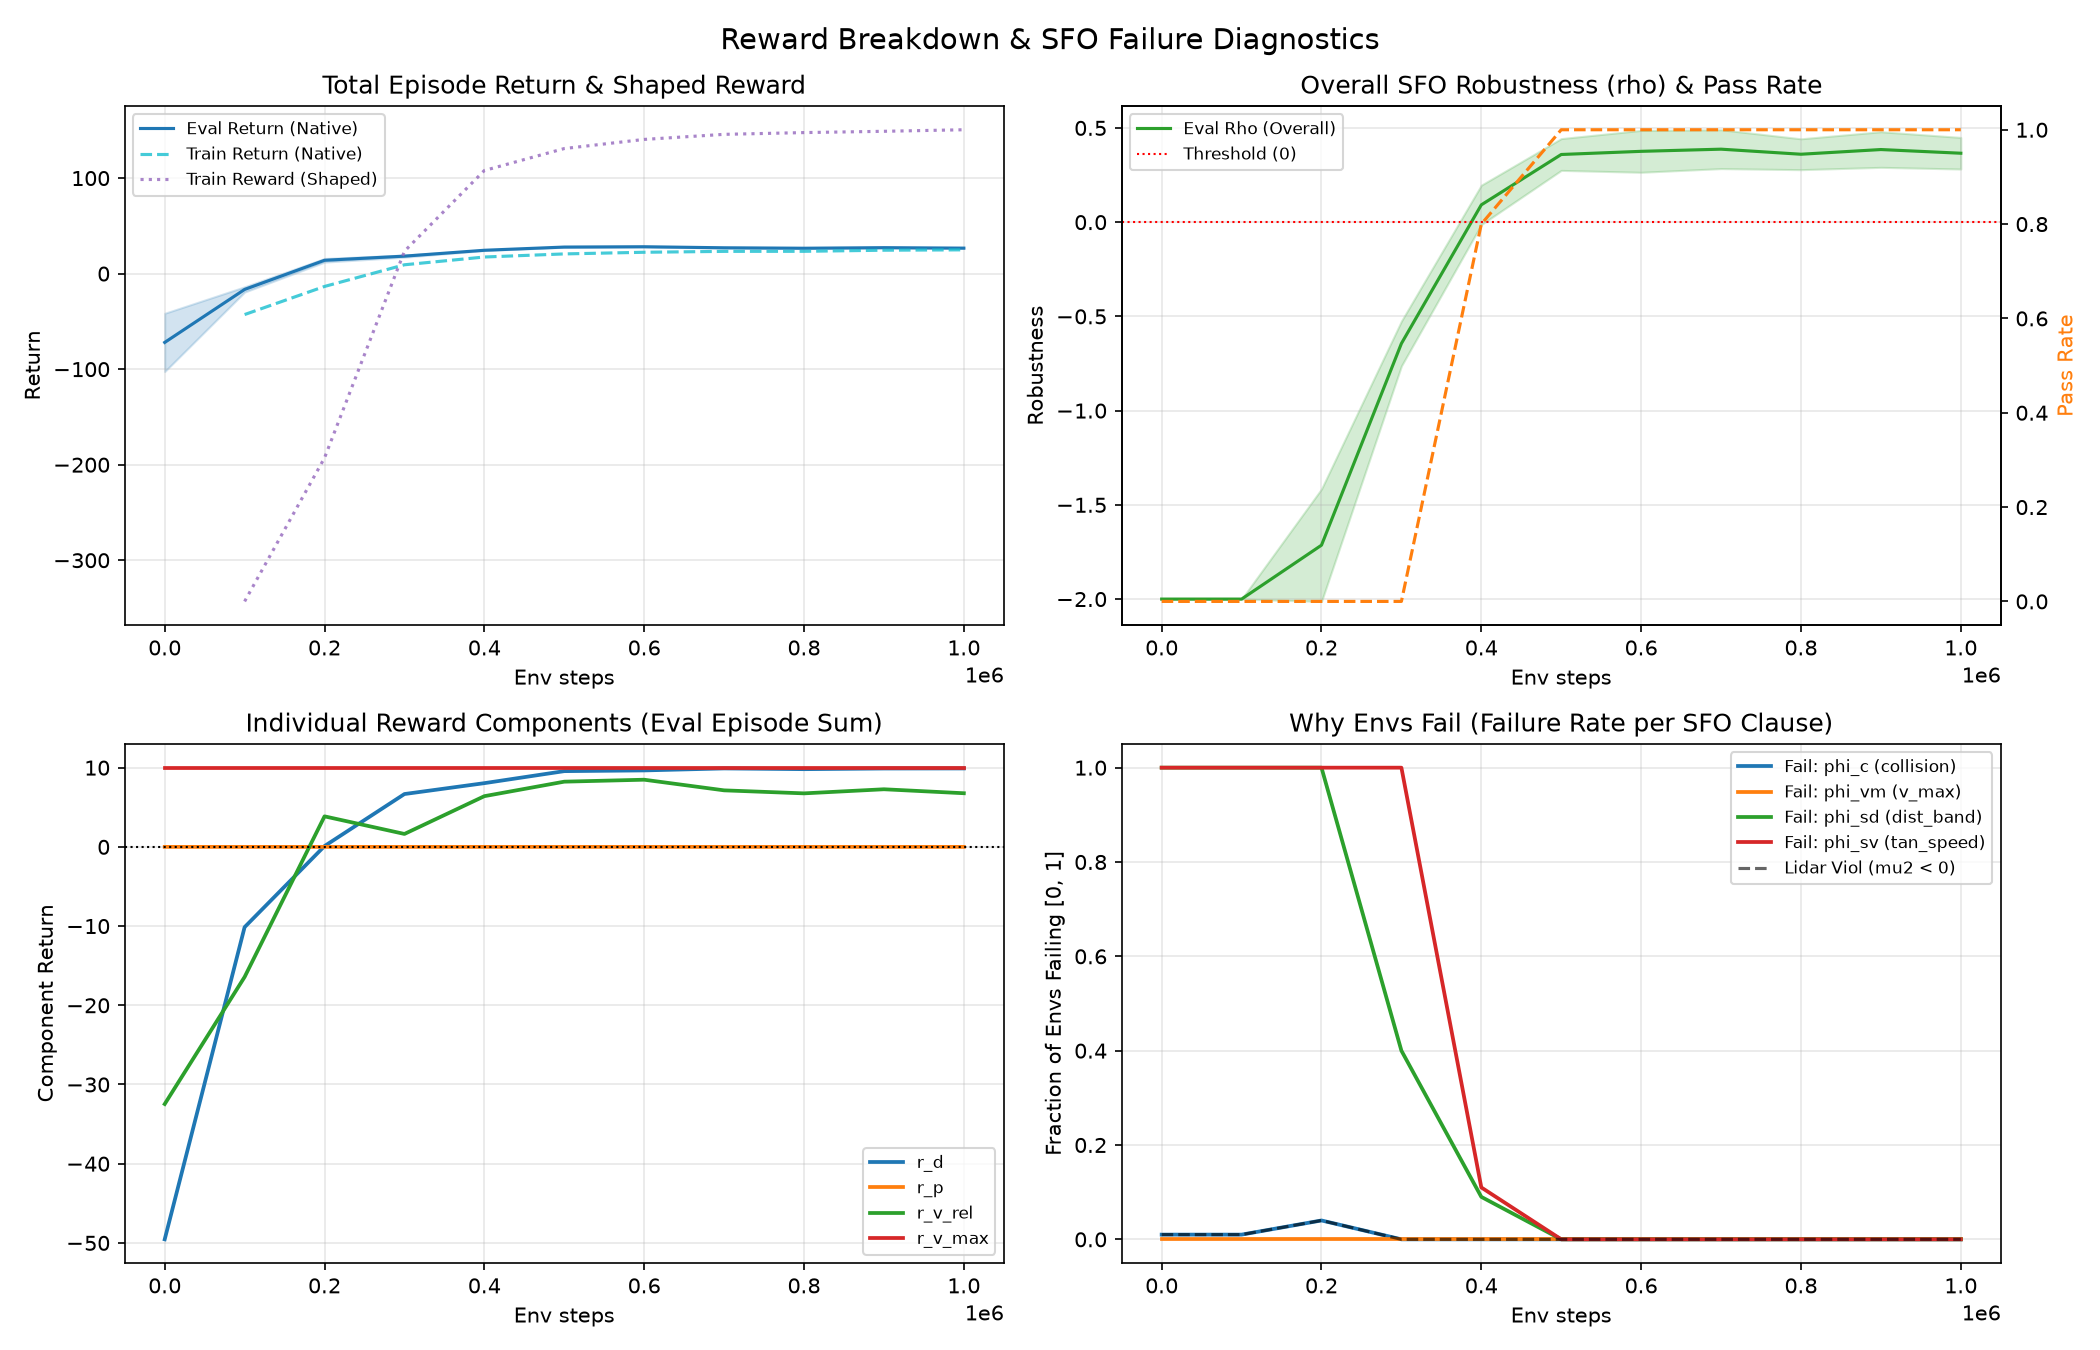 Reward Breakdown & SFO Failure Diagnostics
Total Episode Return & Shaped Reward
Eval Return (Native)
Train Return (Native)
Train Reward (Shaped)
Return
100
0
−100
−200
−300
0.0 0.2 0.4 0.6 0.8 1.0
1e6
Env steps
Overall SFO Robustness (rho) & Pass Rate
Eval Rho (Overall)
Threshold (0)
Robustness
0.5
0.0
−0.5
−1.0
−1.5
−2.0
1.0
0.8
0.6
0.4
0.2
0.0
Pass Rate
0.0 0.2 0.4 0.6 0.8 1.0
1e6
Env steps
Individual Reward Components (Eval Episode Sum)
Component Return
10
0
−10
−20
−30
−40
−50
r_d
r_p
r_v_rel
r_v_max
0.0 0.2 0.4 0.6 0.8 1.0
1e6
Env steps
Why Envs Fail (Failure Rate per SFO Clause)
Fraction of Envs Failing [0, 1]
1.0
0.8
0.6
0.4
0.2
0.0
Fail: phi_c (collision)
Fail: phi_vm (v_max)
Fail: phi_sd (dist_band)
Fail: phi_sv (tan_speed)
Lidar Viol (mu2 < 0)
0.0 0.2 0.4 0.6 0.8 1.0
1e6
Env steps